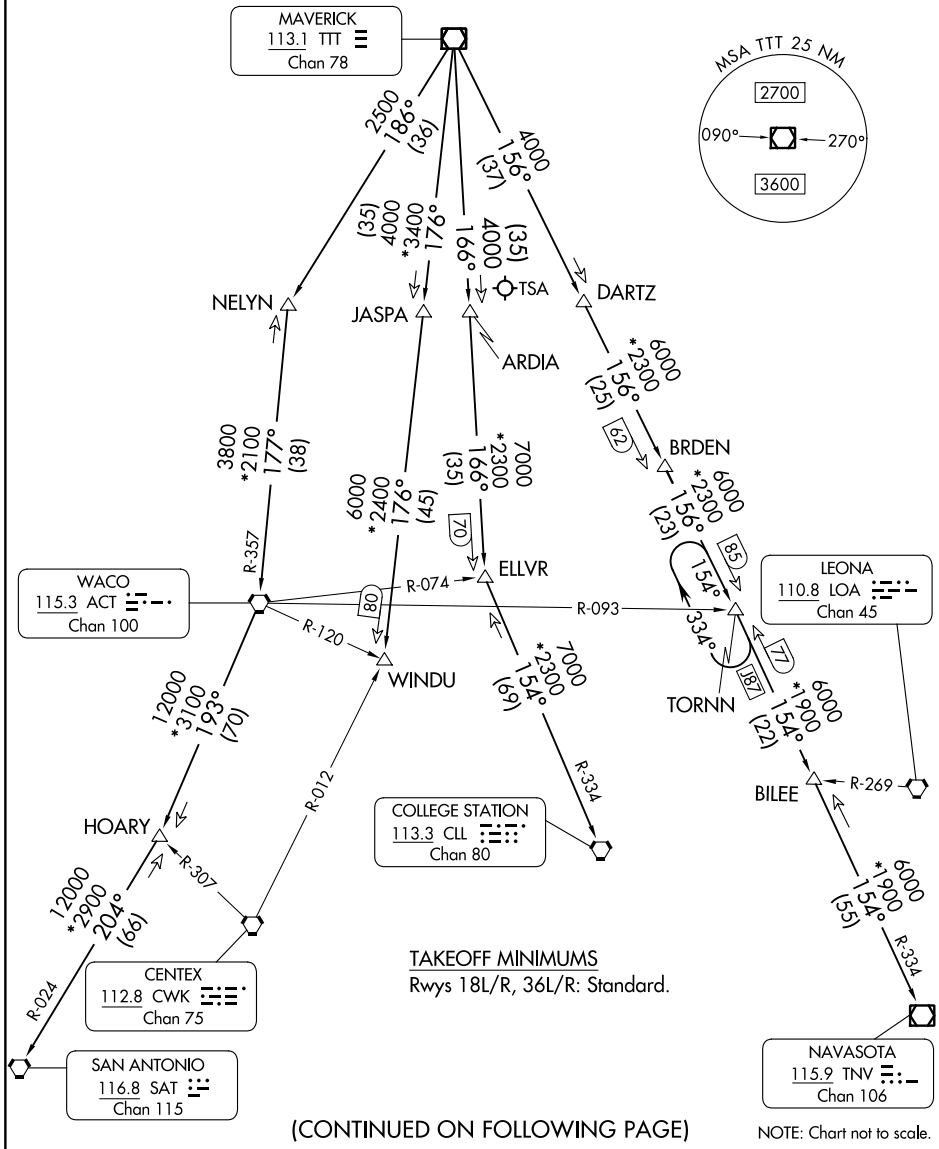 MAVERICK
113.1 TTT
Chan 78
MSA TTT 25 NM
2700
090°
270°
3600
2500
186°
(36)
(35)
4000
*3400
176°
(35)
4000
166°
4000
156°
(37)
TSA
NELYN
JASPA
ARDIA
DARTZ
6000
*2300
156°
(25)
62
BRDEN
3800
*2100
177°
(38)
6000
*2400
176°
(45)
7000
*2300
166°
(35)
70
6000
*2300
156°
(23)
85
R-357
WACO
115.3 ACT
Chan 100
R-074
ELLVR
80
R-093
R-120
WINDU
154°
334°
77
J87
TORNN
LEONA
110.8 LOA
Chan 45
12000
*3100
193°
(70)
7000
*2300
154°
(69)
6000
*1900
154°
(22)
BILEE
R-269
R-012
R-334
COLLEGE STATION
113.3 CLL
Chan 80
HOARY
R-307
12000
*2900
204°
(66)
R-024
6000
*1900
154°
(55)
R-334
CENTEX
112.8 CWK
Chan 75
TAKEOFF MINIMUMS
Rwys 18L/R, 36L/R: Standard.
SAN ANTONIO
116.8 SAT
Chan 115
NAVASOTA
115.9 TNV
Chan 106
(CONTINUED ON FOLLOWING PAGE)
NOTE: Chart not to scale.